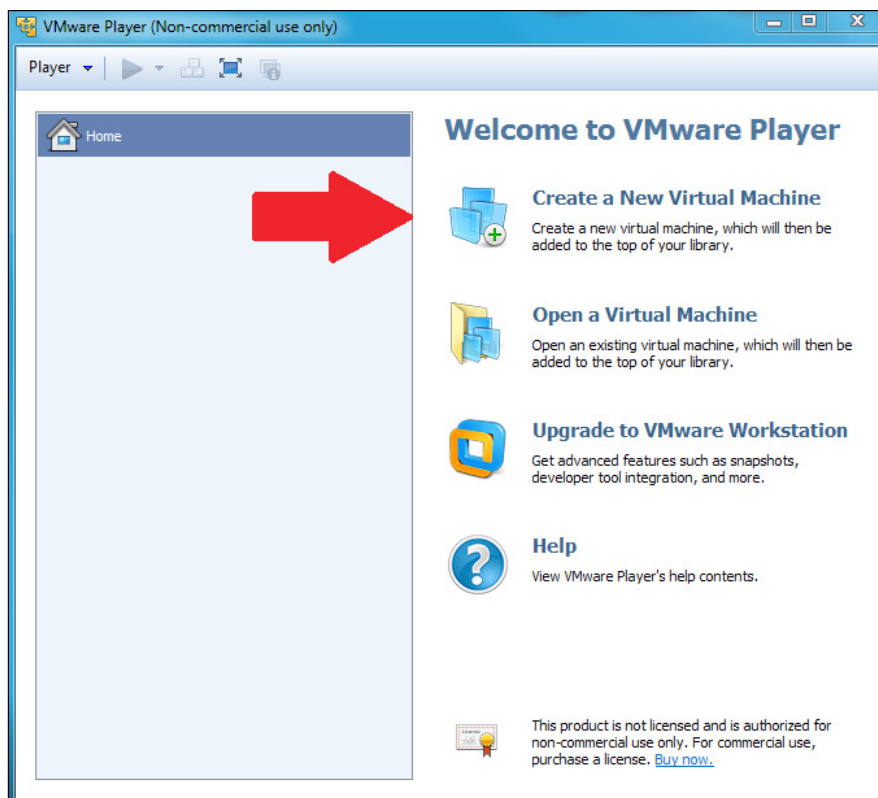 VMware Player (Non-commercial use only)
Player
Home
Welcome to VMware Player
Create a New Virtual Machine
Create a new virtual machine, which will then be
added to the top of your library.
Open a Virtual Machine
Open an existing virtual machine, which will then be
added to the top of your library.
Upgrade to VMware Workstation
Get advanced features such as snapshots,
developer tool integration, and more.
Help
View VMware Player's help contents.
This product is not licensed and is authorized for
non-commercial use only. For commercial use,
purchase a license. Buy now.